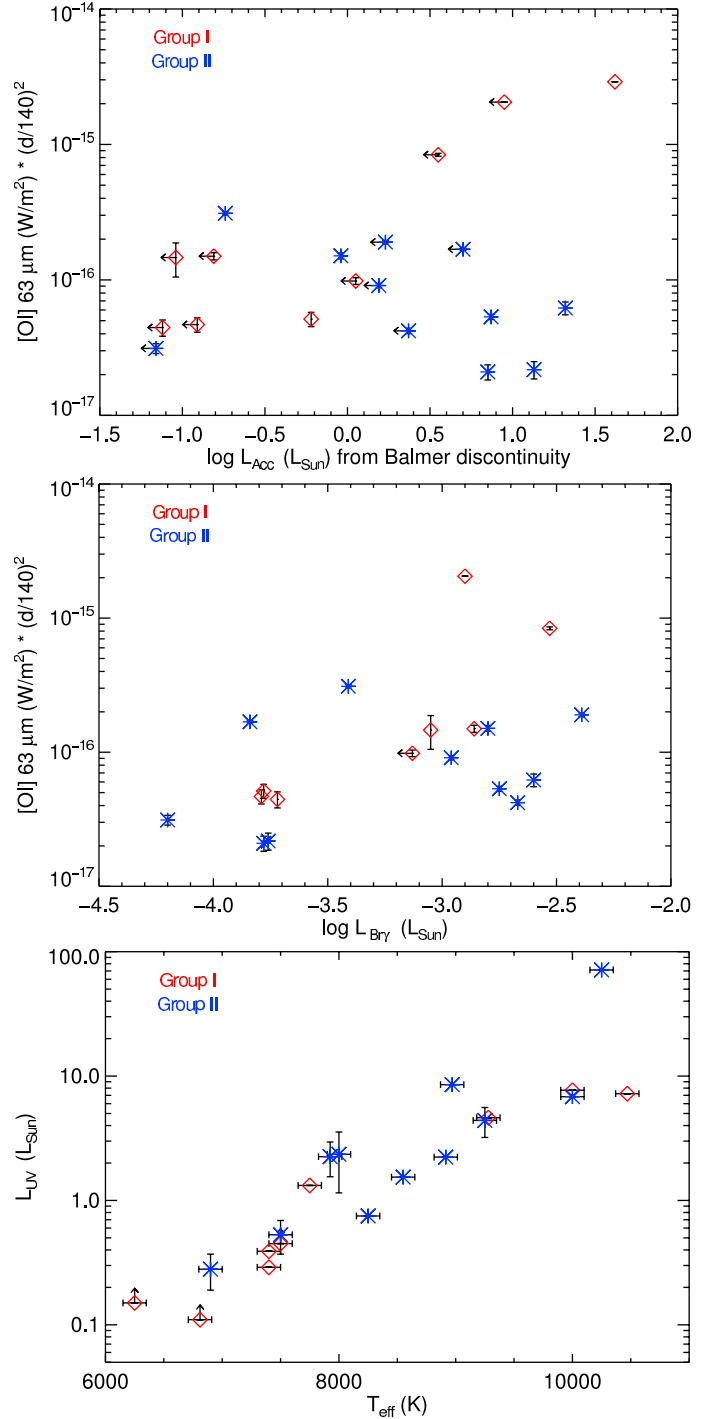 10⁻¹⁴
Group I
Group II
10⁻¹⁵
10⁻¹⁶
10⁻¹⁷
[OI] 63 μm (W/m²) * (d/140)²
−1.5 −1.0 −0.5 0.0 0.5 1.0 1.5 2.0
log L_Acc (L_Sun) from Balmer discontinuity
10⁻¹⁴
Group I
Group II
10⁻¹⁵
10⁻¹⁶
10⁻¹⁷
[OI] 63 μm (W/m²) * (d/140)²
−4.5 −4.0 −3.5 −3.0 −2.5 −2.0
log L_Brγ (L_Sun)
100.0
Group I
Group II
10.0
1.0
0.1
L_UV (L_Sun)
6000 8000 10000
T_eff (K)